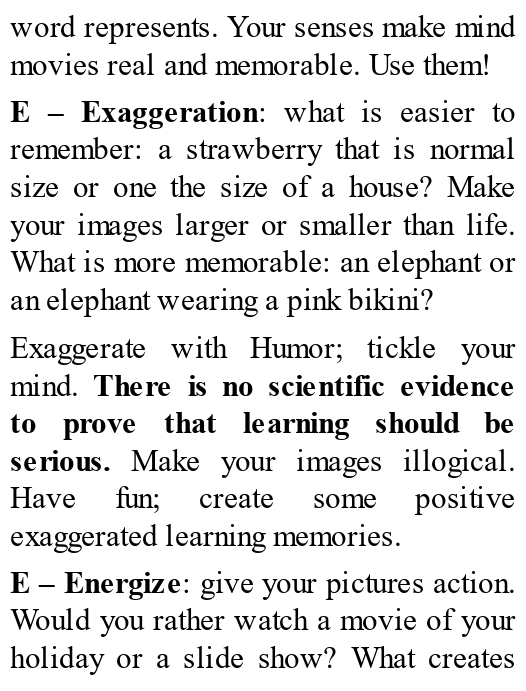 word represents. Your senses make mind
movies real and memorable. Use them!
E – Exaggeration: what is easier to
remember: a strawberry that is normal
size or one the size of a house? Make
your images larger or smaller than life.
What is more memorable: an elephant or
an elephant wearing a pink bikini?
Exaggerate with Humor; tickle your
mind. There is no scientific evidence
to prove that learning should be
serious. Make your images illogical.
Have fun; create some positive
exaggerated learning memories.
E – Energize: give your pictures action.
Would you rather watch a movie of your
holiday or a slide show? What creates